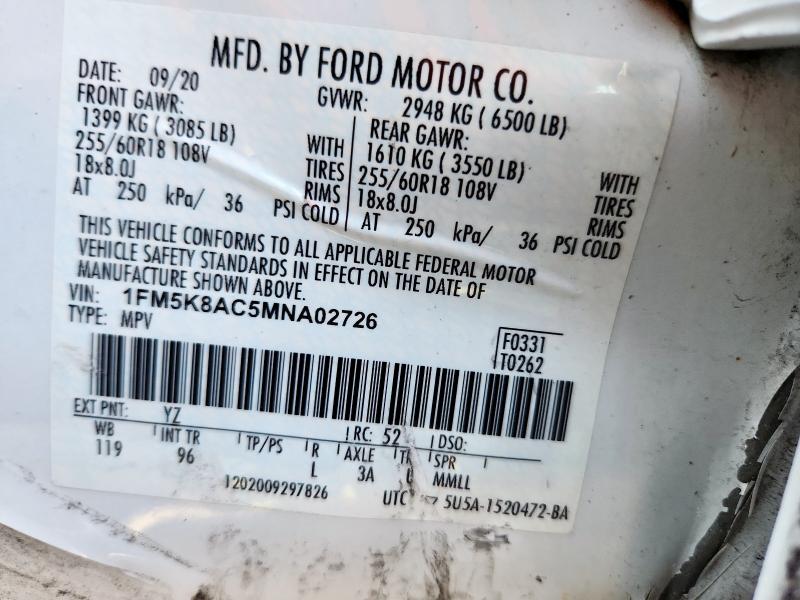 MFD. BY FORD MOTOR CO.
DATE: 09/20
GVWR: 2948 KG ( 6500 LB)
FRONT GAWR:
1399 KG ( 3085 LB)
255/60R18 108V
18x8.0J
WITH
TIRES
RIMS
AT 250 kPa/ 36 PSI COLD
REAR GAWR:
1610 KG ( 3550 LB)
255/60R18 108V
18x8.0J
WITH
TIRES
RIMS
AT 250 kPa/ 36 PSI COLD
THIS VEHICLE CONFORMS TO ALL APPLICABLE FEDERAL MOTOR
VEHICLE SAFETY STANDARDS IN EFFECT ON THE DATE OF
MANUFACTURE SHOWN ABOVE.
VIN: 1FM5K8AC5MNA02726
TYPE: MPV
F0331
T0262
EXT PNT: YZ RC: 52 DSO:
WB INT TR TP/PS R AXLE TR SPR
119 96 L 3A MMLL
1202009297826
UTC 5U5A-1520472-BA